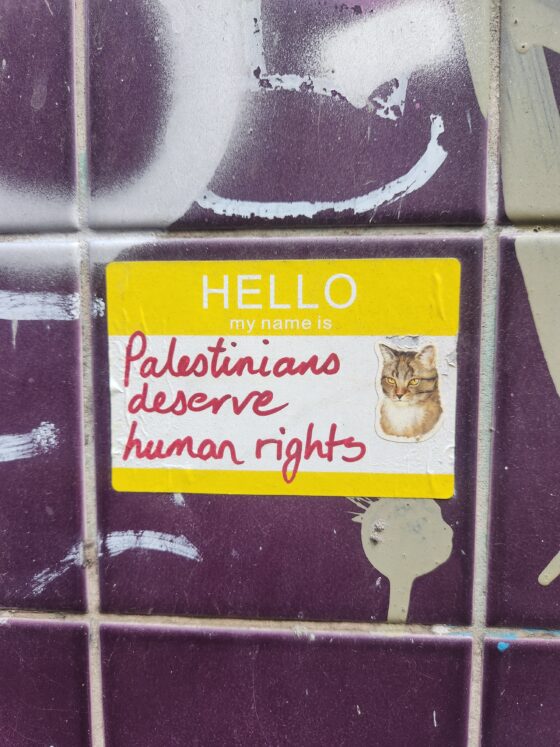 HELLO
my name is
Palestinians
deserve
human rights